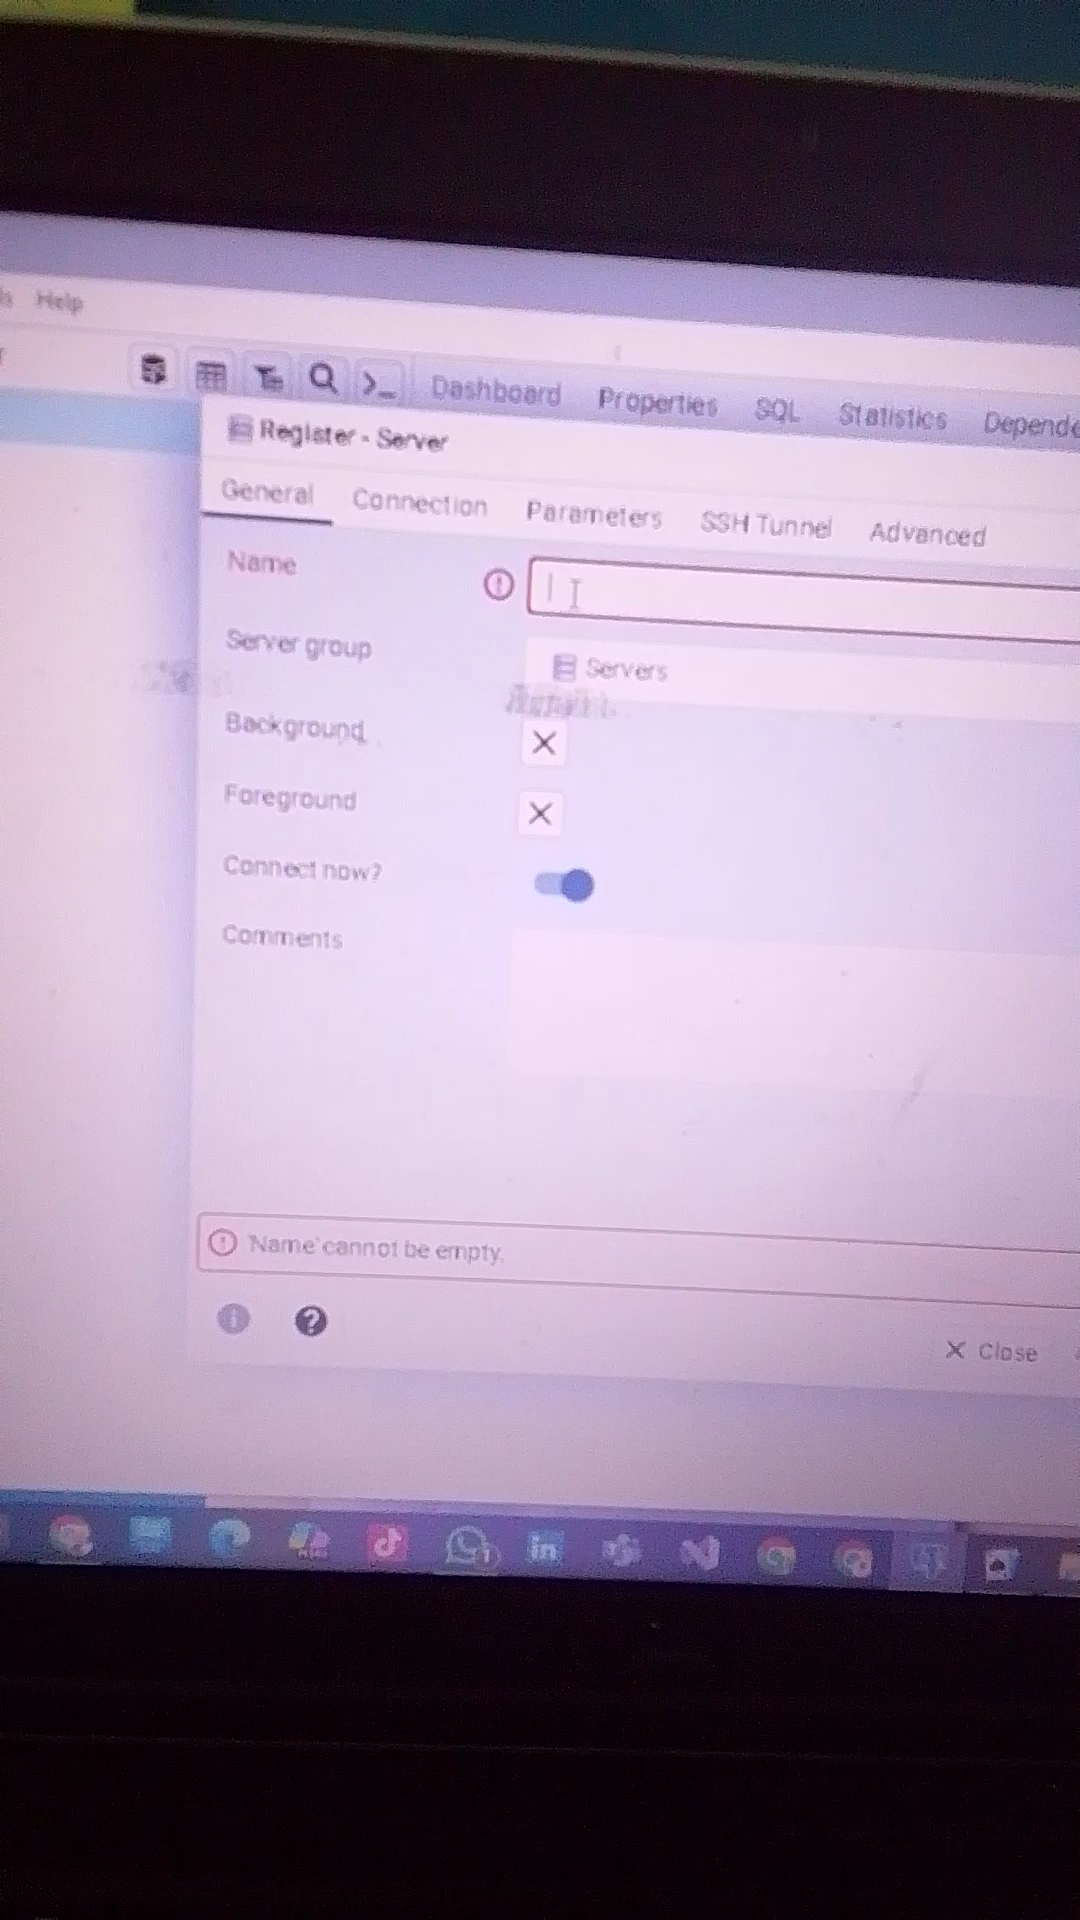 Help
Dashboard Properties SQL Statistics
Register - Server
General Connection Parameters SSH Tunnel Advanced
Name
Server group
Servers
Background
Foreground
Connect now?
Comments
'Name' cannot be empty.
Close
in